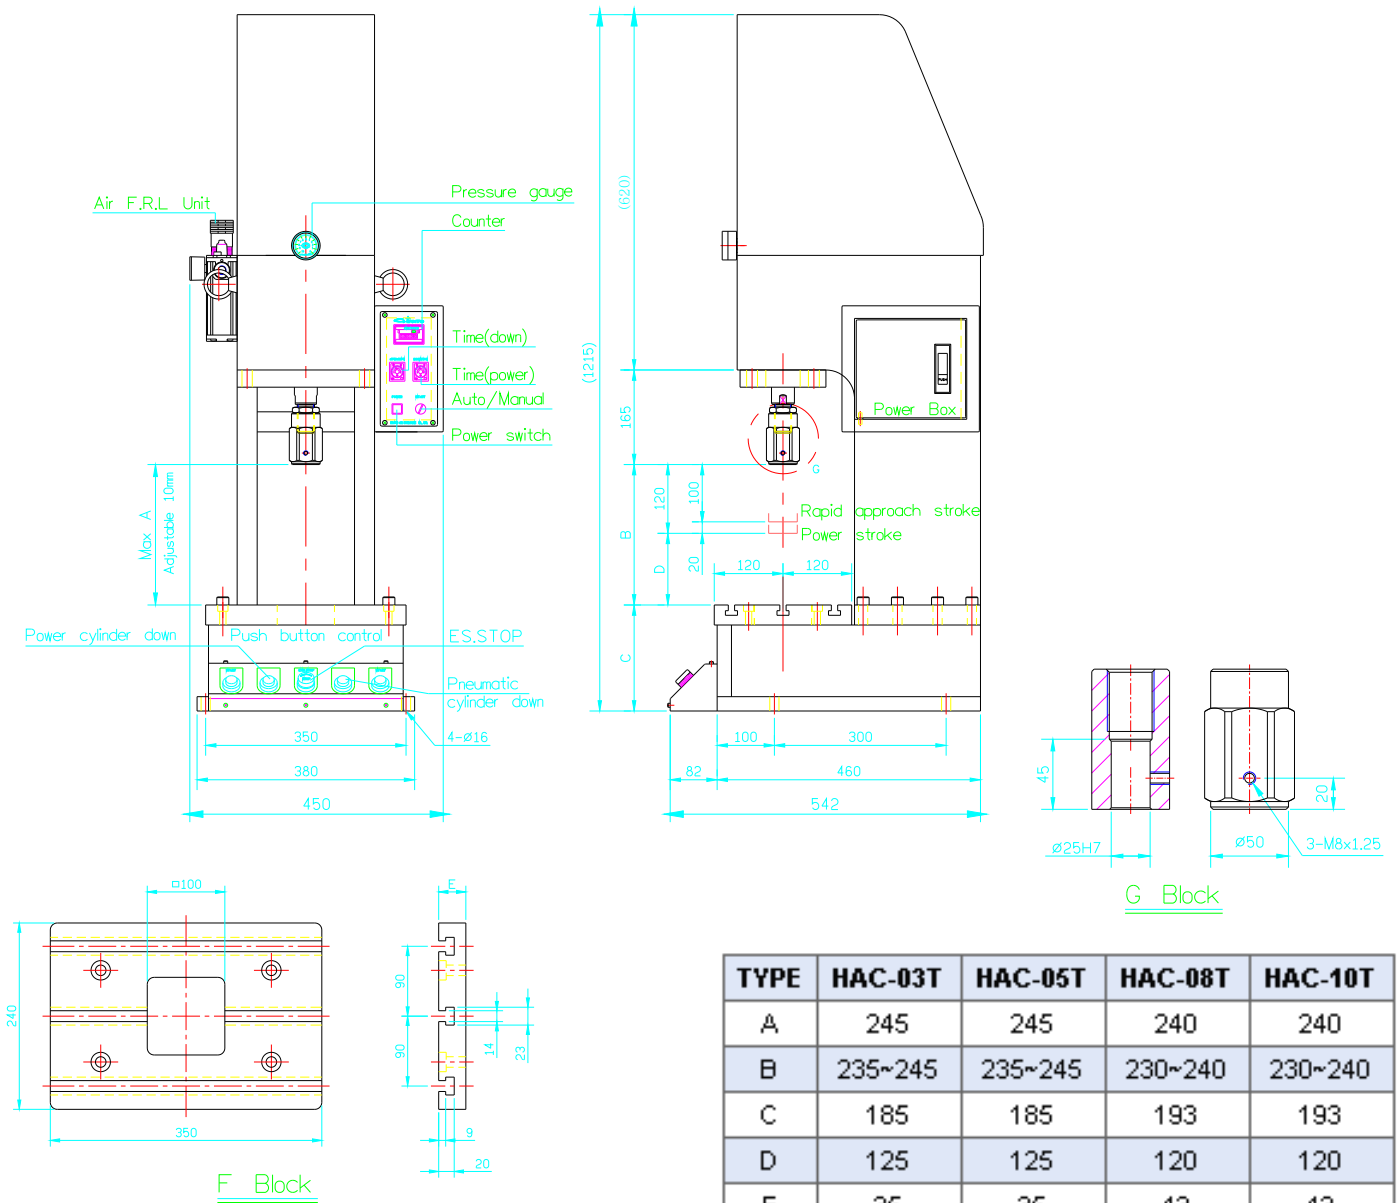 Air F.R.L Unit
Pressure gauge
Counter
Time(down)
Time(power)
Auto/Manual
Power switch
Max A
Adjustable 10mm
Power cylinder down
Push button control
ES.STOP
Pneumatic
cylinder down
4-Ø16
350
380
450
(1215)
(620)
165
B
C
120
D
100
20
Power Box
G
Rapid approach stroke
Power stroke
120
120
100
300
82
460
542
45
Ø25H7
20
Ø50
3-M8x1.25
G Block
□100
240
350
F Block
E
90
90
14
23
9
20
TYPE HAC-03T HAC-05T HAC-08T HAC-10T
A 245 245 240 240
B 235~245 235~245 230~240 230~240
C 185 185 193 193
D 125 125 120 120